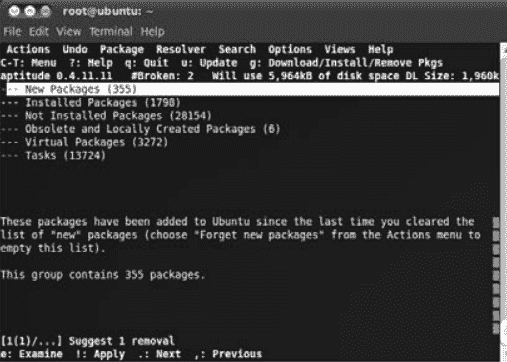 root@ubuntu: ~
File Edit View Terminal Help
Actions Undo Package Resolver Search Options Views Help
C-T: Menu ?: Help q: Quit u: Update g: Download/Install/Remove Pkgs
aptitude 0.4.11.11 #Broken: 2 Will use 5,964kB of disk space DL Size: 1,960k
--- New Packages (355)
--- Installed Packages (1798)
--- Not Installed Packages (28154)
--- Obsolete and Locally Created Packages (6)
--- Virtual Packages (3272)
--- Tasks (13724)
These packages have been added to Ubuntu since the last time you cleared the
list of "new" packages (choose "Forget new packages" from the Actions menu to
empty this list).
This group contains 355 packages.
[1(1)/...] Suggest 1 removal
e: Examine !: Apply .: Next ,: Previous